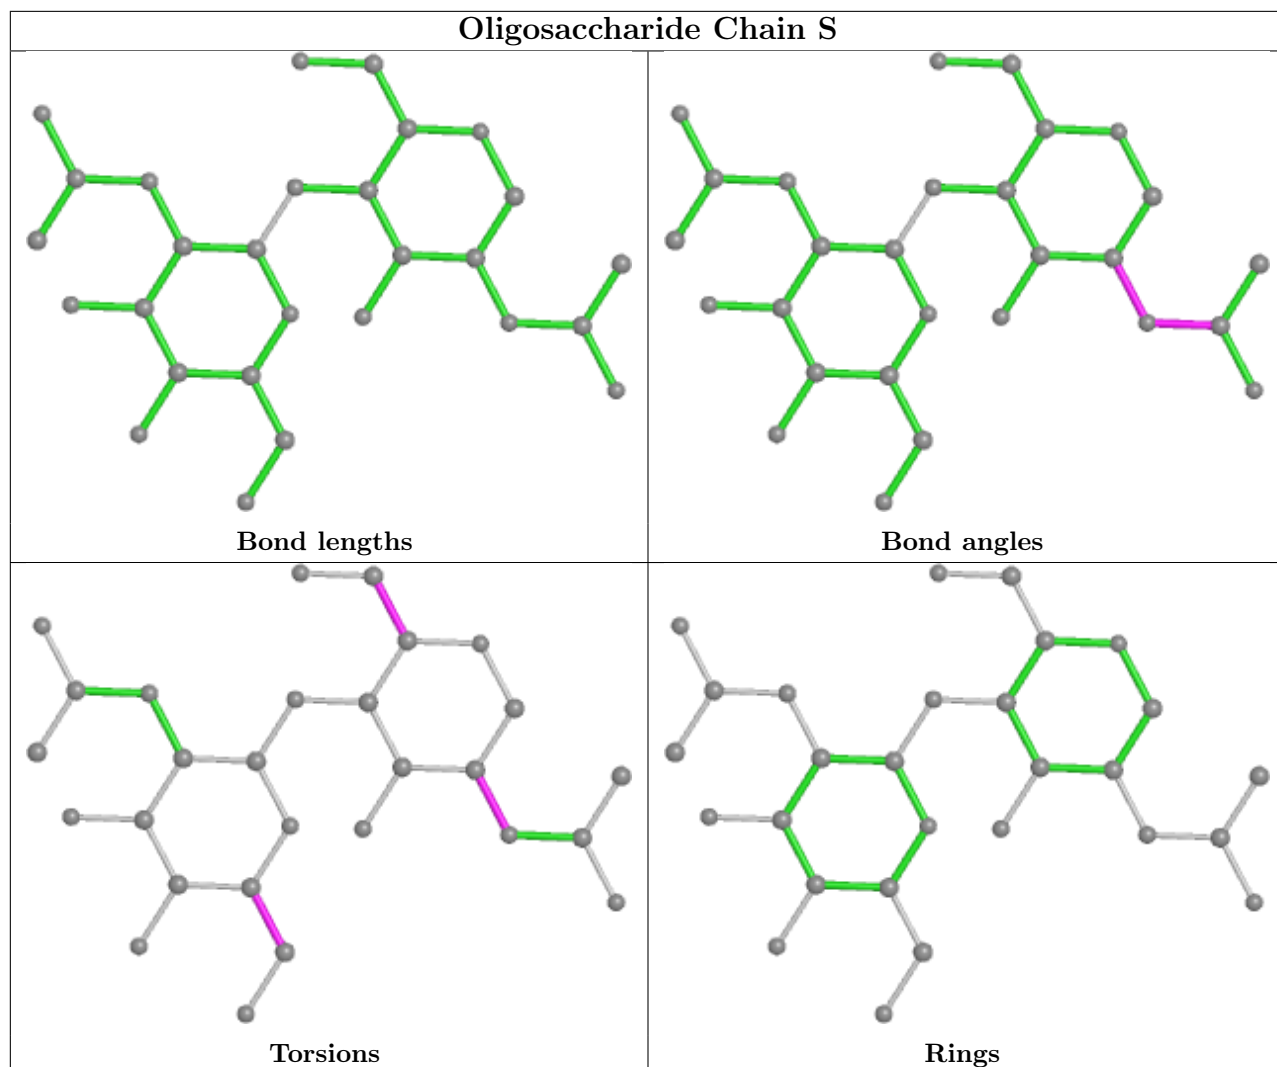 Oligosaccharide Chain S
Bond lengths
Bond angles
Torsions
Rings